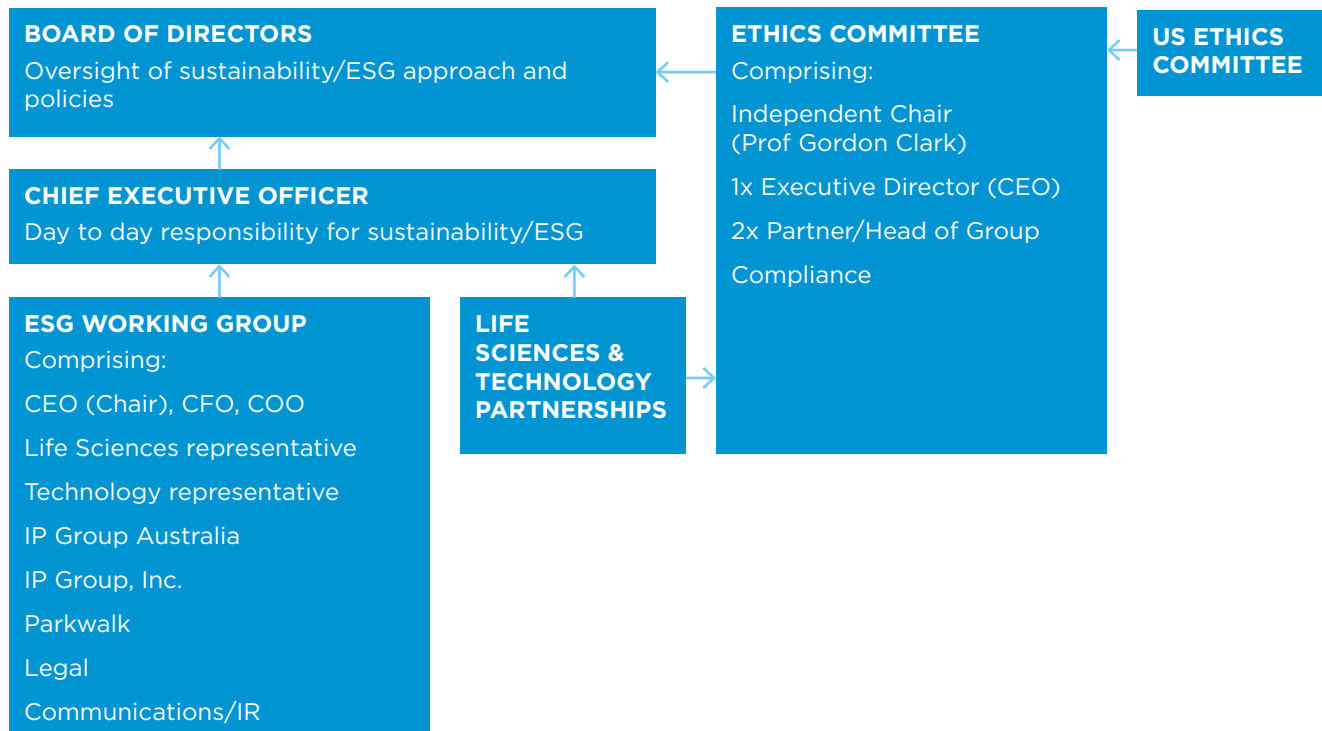 BOARD OF DIRECTORS
Oversight of sustainability/ESG approach and
policies
CHIEF EXECUTIVE OFFICER
Day to day responsibility for sustainability/ESG
ESG WORKING GROUP
Comprising:
CEO (Chair), CFO, COO
Life Sciences representative
Technology representative
IP Group Australia
IP Group, Inc.
Parkwalk
Legal
Communications/IR
LIFE
SCIENCES &
TECHNOLOGY
PARTNERSHIPS
ETHICS COMMITTEE
Comprising:
Independent Chair
(Prof Gordon Clark)
1x Executive Director (CEO)
2x Partner/Head of Group
Compliance
US ETHICS
COMMITTEE